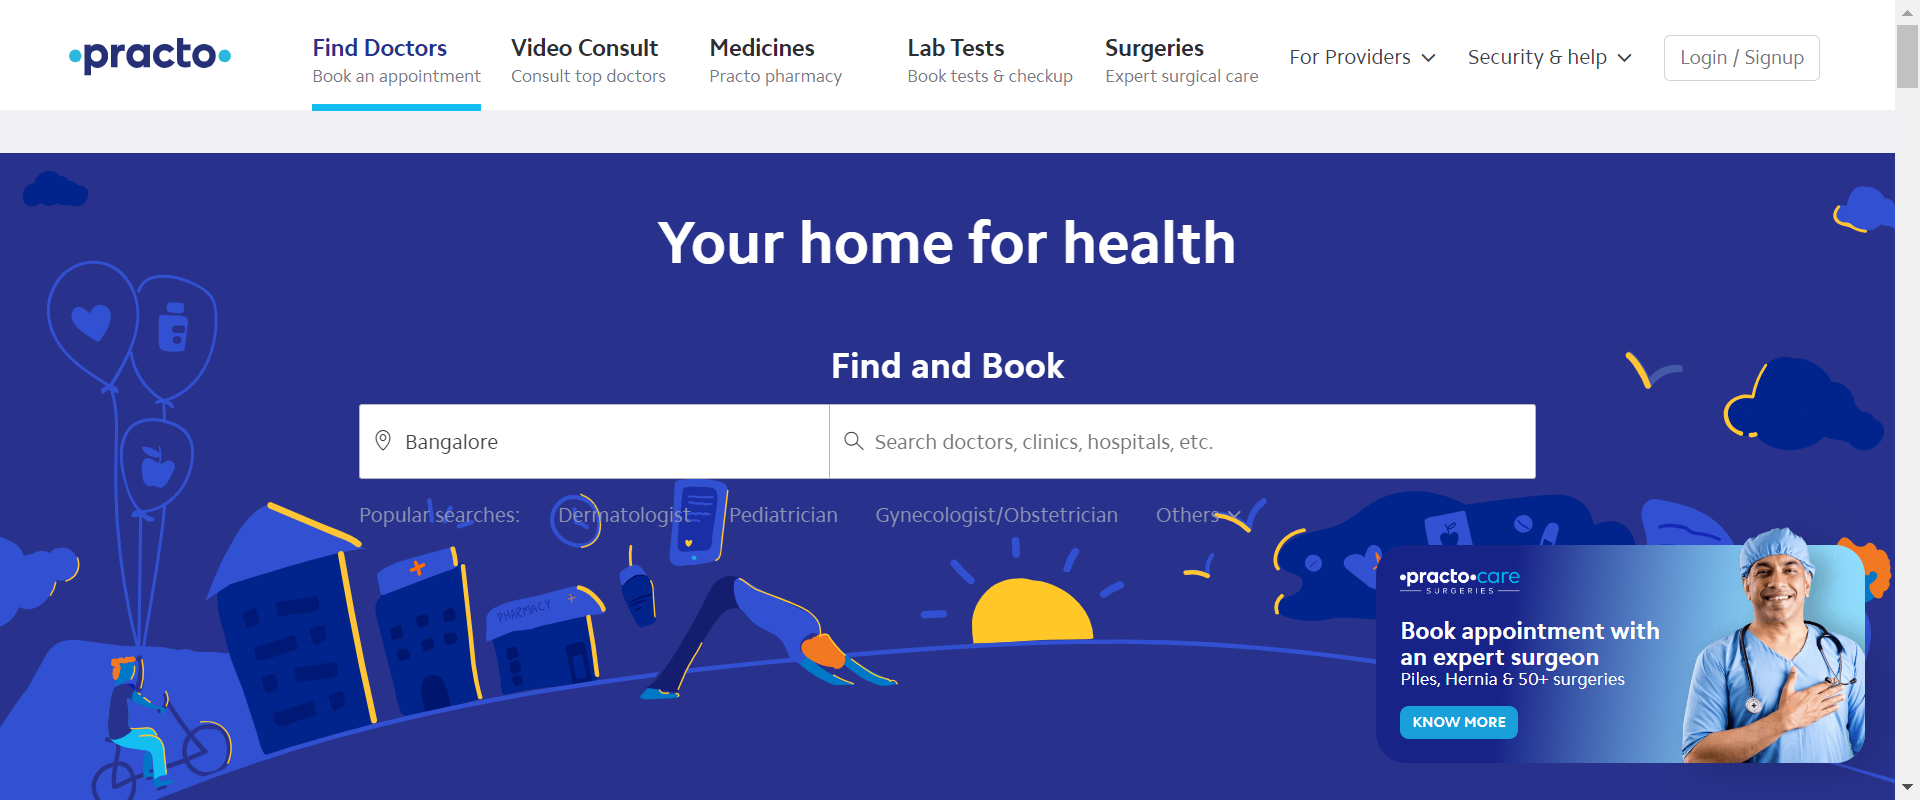 practo
Find Doctors
Book an appointment
Video Consult
Consult top doctors
Medicines
Practo pharmacy
Lab Tests
Book tests & checkup
Surgeries
Expert surgical care
For Providers
Security & help
Login / Signup
Your home for health
Find and Book
Bangalore
Search doctors, clinics, hospitals, etc.
Popular searches:
Dermatologist
Pediatrician
Gynecologist/Obstetrician
Others
PHARMACY
practo care
SURGERIES
Book appointment with
an expert surgeon
Piles, Hernia & 50+ surgeries
KNOW MORE